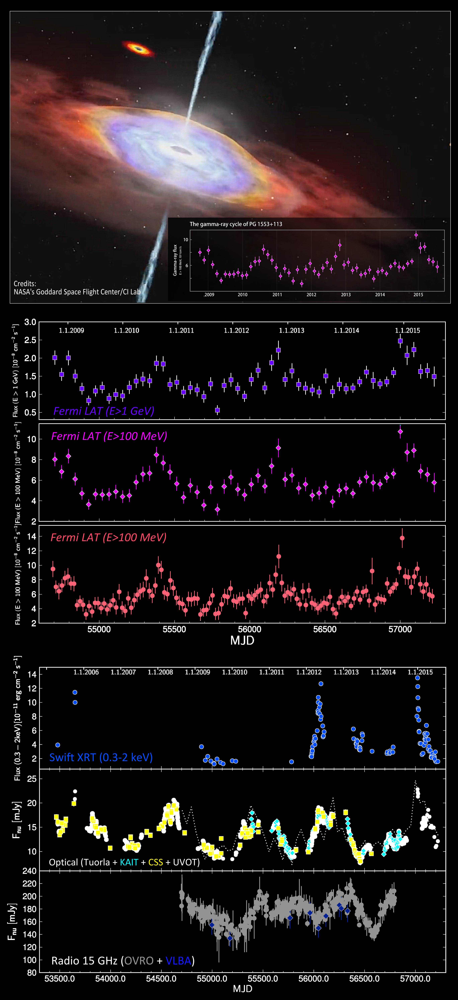 The gamma-ray cycle of PG 1553+113
Gamma-ray flux
E > 100 MeV, 10⁻⁸/cm²/s
10
6
2009 2010 2011 2012 2013 2014 2015
Credits:
NASA's Goddard Space Flight Center/CI Lab
Flux (E > 1 GeV) [10⁻⁸ cm⁻² s⁻¹]
1.1.2009 1.1.2010 1.1.2011 1.1.2012 1.1.2013 1.1.2014 1.1.2015
3.0
2.5
2.0
1.5
1.0
0.5
Fermi LAT (E>1 GeV)
Flux (E > 100 MeV) [10⁻⁸ cm⁻² s⁻¹]
Fermi LAT (E>100 MeV)
10
8
6
4
2
Flux (E > 100 MeV) [10⁻⁸ cm⁻² s⁻¹]
Fermi LAT (E>100 MeV)
14
12
10
8
6
4
2
55000 55500 56000 56500 57000
MJD
Flux (0.3 − 2keV)[10⁻¹¹ erg cm⁻² s⁻¹]
1.1.2006 1.1.2007 1.1.2008 1.1.2009 1.1.2010 1.1.2011 1.1.2012 1.1.2013 1.1.2014 1.1.2015
14
12
10
8
6
4
2
Swift XRT (0.3-2 keV)
Fnu [mJy]
25
20
15
10
Optical (Tuorla + KAIT + CSS + UVOT)
Fnu [mJy]
240
220
200
180
160
140
120
100
80
Radio 15 GHz (OVRO + VLBA)
53500.0 54000.0 54500.0 55000.0 55500.0 56000.0 56500.0 57000.0
MJD